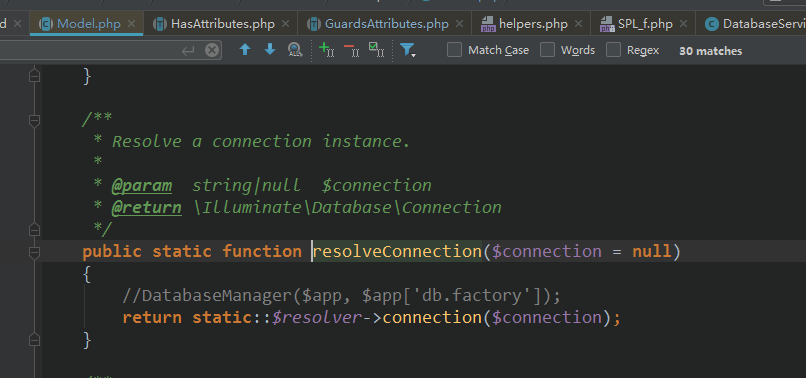 d × Model.php × HasAttributes.php × GuardsAttributes.php × helpers.php × SPL_f.php × DatabaseServi
Match Case Words Regex 30 matches
}
/**
* Resolve a connection instance.
*
* @param  string|null  $connection
* @return \Illuminate\Database\Connection
*/
public static function resolveConnection($connection = null)
{
//DatabaseManager($app, $app['db.factory']);
return static::$resolver->connection($connection);
}